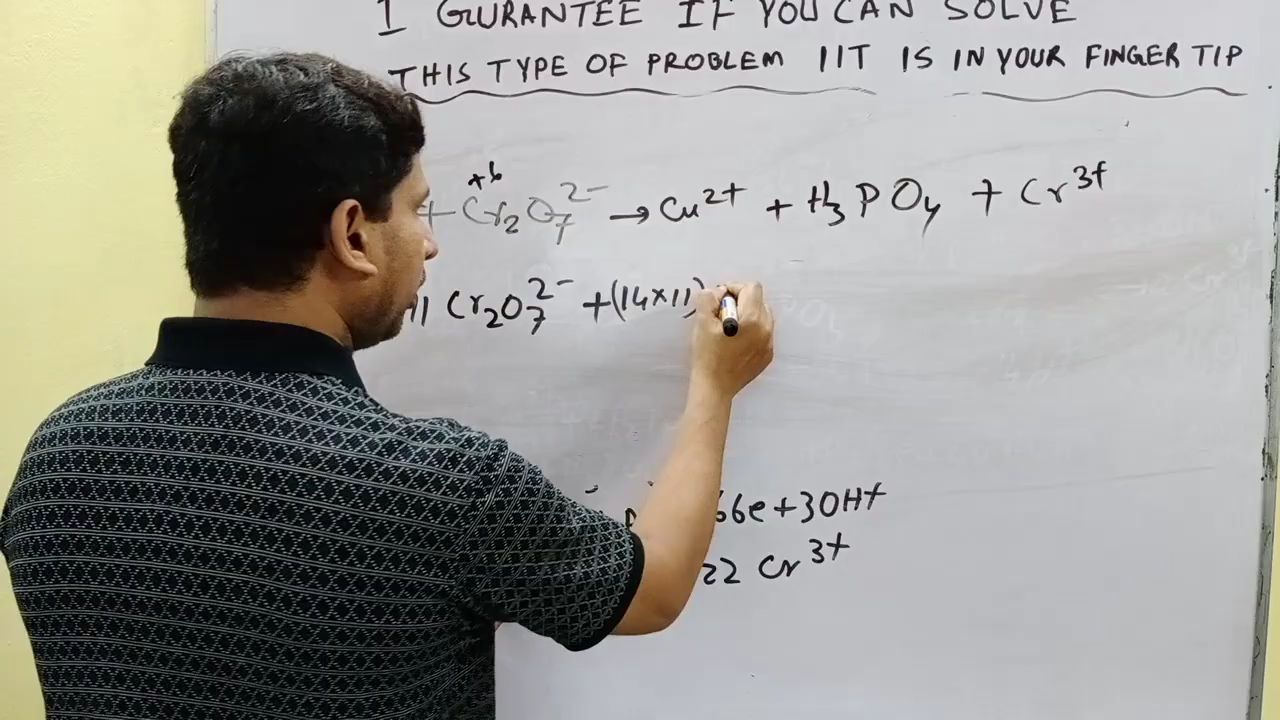 I GURANTEE IF YOU CAN SOLVE
THIS TYPE OF PROBLEM IIT IS IN YOUR FINGER TIP
+6
+ Cr₂O₇²⁻ → Cu²⁺ + H₃PO₄ + Cr³⁺
11 Cr₂O₇²⁻ + (14×11)
66e + 30H⁺
22 Cr³⁺